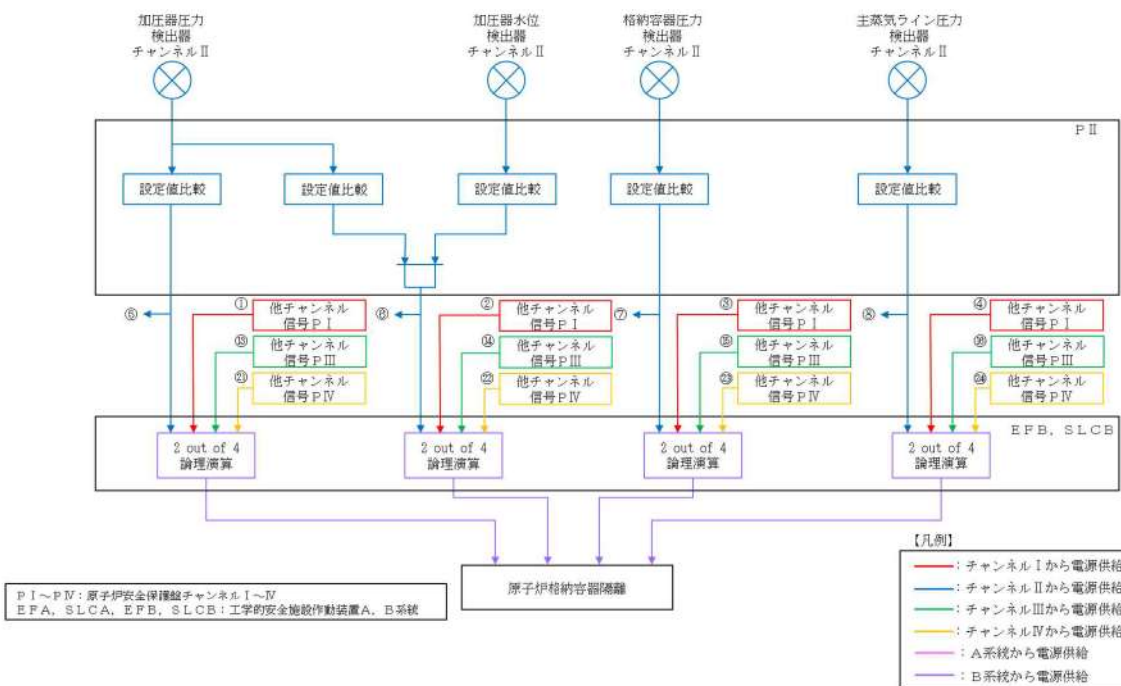 加圧器圧力
検出器
チャンネルⅡ
加圧器水位
検出器
チャンネルⅡ
格納容器圧力
検出器
チャンネルⅡ
主蒸気ライン圧力
検出器
チャンネルⅡ
PⅡ
設定値比較
設定値比較
設定値比較
設定値比較
設定値比較
⑤
①
他チャンネル
信号PⅠ
⑬
他チャンネル
信号PⅢ
㉑
他チャンネル
信号PⅣ
⑥
②
他チャンネル
信号PⅠ
⑭
他チャンネル
信号PⅢ
㉒
他チャンネル
信号PⅣ
⑦
③
他チャンネル
信号PⅠ
⑮
他チャンネル
信号PⅢ
㉓
他チャンネル
信号PⅣ
⑧
④
他チャンネル
信号PⅠ
⑯
他チャンネル
信号PⅢ
㉔
他チャンネル
信号PⅣ
EFB, SLCB
2 out of 4
論理演算
2 out of 4
論理演算
2 out of 4
論理演算
2 out of 4
論理演算
原子炉格納容器隔離
PⅠ~PⅣ:原子炉安全保護盤チャンネルⅠ~Ⅳ
EFA, SLCA, EFB, SLCB:工学的安全施設作動装置A, B系統
【凡例】
:チャンネルⅠから電源供給
:チャンネルⅡから電源供給
:チャンネルⅢから電源供給
:チャンネルⅣから電源供給
:A系統から電源供給
:B系統から電源供給